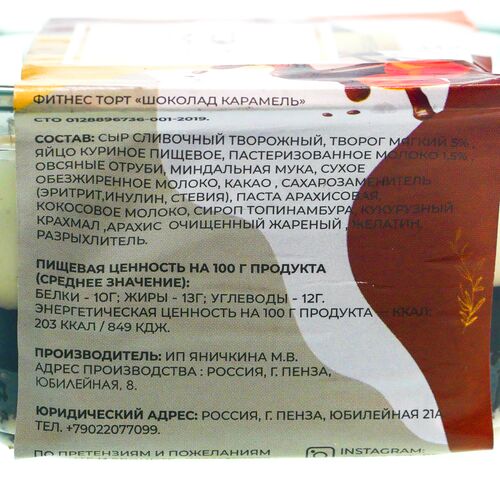 ФИТНЕС ТОРТ «ШОКОЛАД КАРАМЕЛЬ»
СТО 0128896736-001-2019.
СОСТАВ: СЫР СЛИВОЧНЫЙ ТВОРОЖНЫЙ, ТВОРОГ МЯГКИЙ 5% ,
ЯЙЦО КУРИНОЕ ПИЩЕВОЕ, ПАСТЕРИЗОВАННОЕ МОЛОКО 1,5% ,
ОВСЯНЫЕ ОТРУБИ, МИНДАЛЬНАЯ МУКА, СУХОЕ
ОБЕЗЖИРЕННОЕ МОЛОКО, КАКАО , САХАРОЗАМЕНИТЕЛЬ
(ЭРИТРИТ,ИНУЛИН, СТЕВИЯ), ПАСТА АРАХИСОВАЯ,
КОКОСОВОЕ МОЛОКО, СИРОП ТОПИНАМБУРА, КУКУРУЗНЫЙ
КРАХМАЛ ,АРАХИС ОЧИЩЕННЫЙ ЖАРЕНЫЙ ,ЖЕЛАТИН,
РАЗРЫХЛИТЕЛЬ.
ПИЩЕВАЯ ЦЕННОСТЬ НА 100 Г ПРОДУКТА
(СРЕДНЕЕ ЗНАЧЕНИЕ):
БЕЛКИ - 10Г; ЖИРЫ - 13Г; УГЛЕВОДЫ - 12Г.
ЭНЕРГЕТИЧЕСКАЯ ЦЕННОСТЬ НА 100 Г ПРОДУКТА — ККАЛ:
203 ККАЛ / 849 КДЖ.
ПРОИЗВОДИТЕЛЬ: ИП ЯНИЧКИНА М.В.
АДРЕС ПРОИЗВОДСТВА : РОССИЯ, Г. ПЕНЗА,
ЮБИЛЕЙНАЯ, 8.
ЮРИДИЧЕСКИЙ АДРЕС: РОССИЯ, Г. ПЕНЗА, ЮБИЛЕЙНАЯ 21А
ТЕЛ. +79022077099.
ПО ПРЕТЕНЗИЯМ И ПОЖЕЛАНИЯМ
INSTAGRAM: